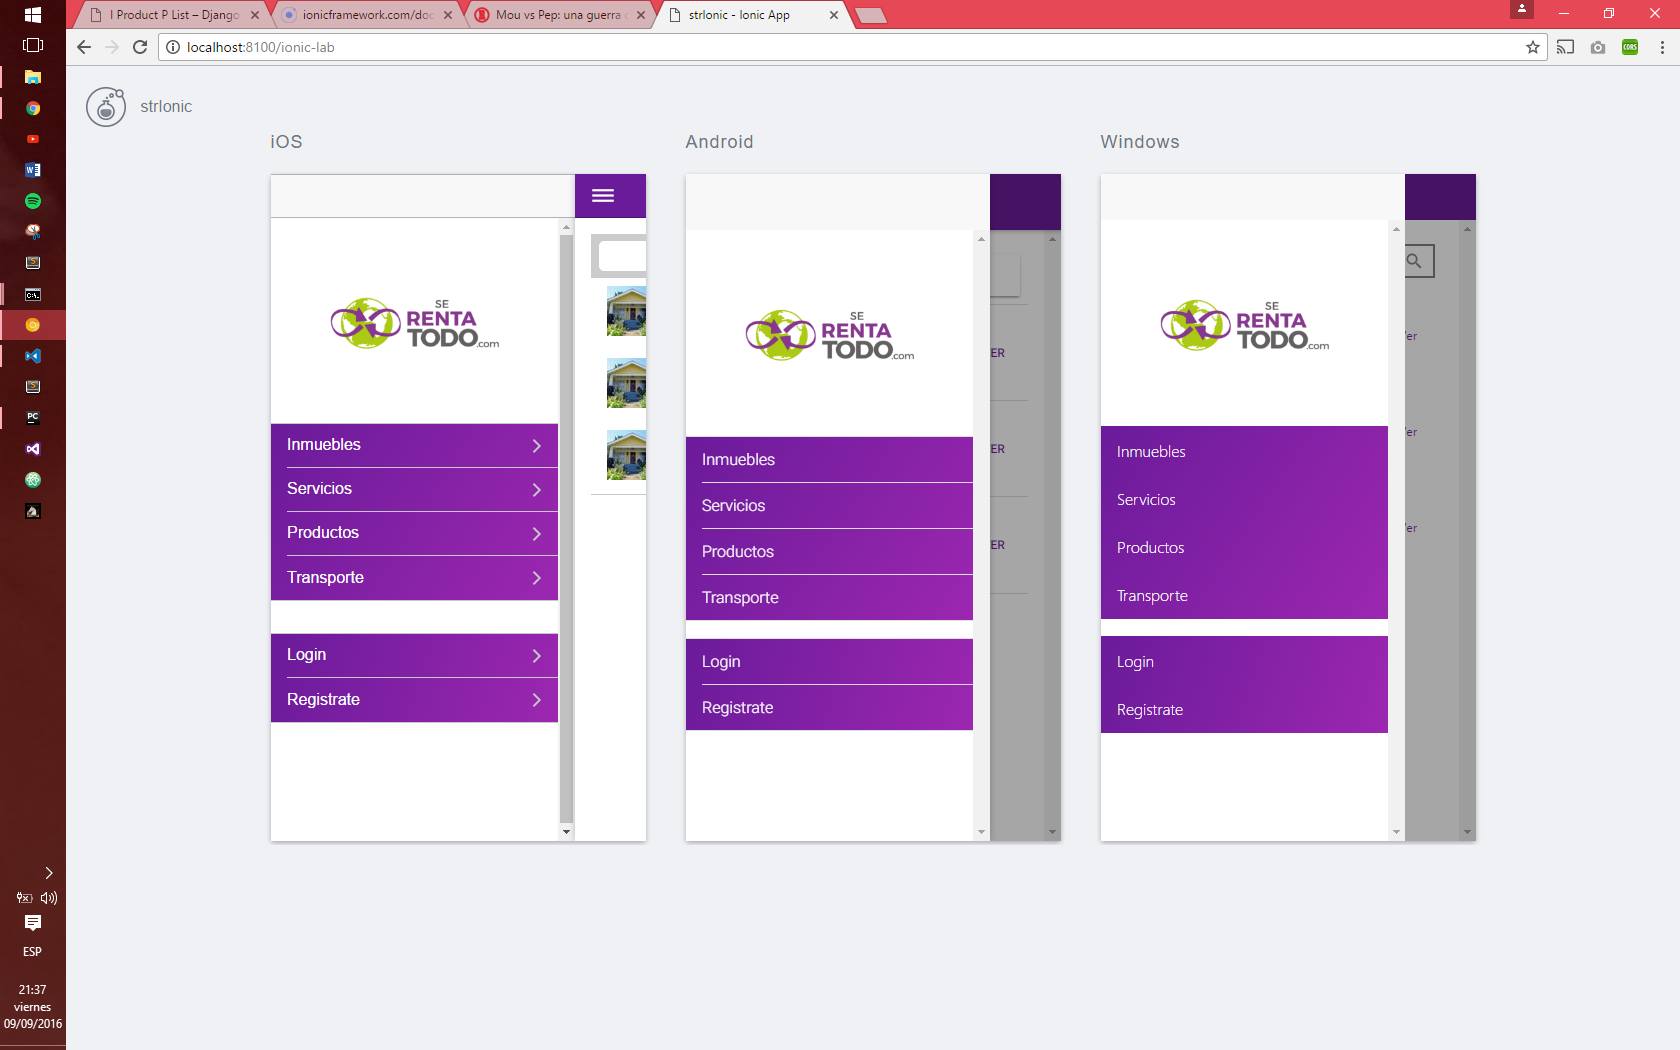 I Product P List – Django
ionicframework.com/doc
Mou vs Pep: una guerra
strIonic - Ionic App
localhost:8100/ionic-lab
CORS
strIonic
iOS
Android
Windows
SE
RENTA
TODO.com
Inmuebles
Servicios
Productos
Transporte
Login
Registrate
SE
RENTA
TODO.com
Inmuebles
Servicios
Productos
Transporte
Login
Registrate
ER
ER
ER
SE
RENTA
TODO.com
Inmuebles
Servicios
Productos
Transporte
Login
Registrate
er
er
er
PC
ESP
21:37
viernes
09/09/2016